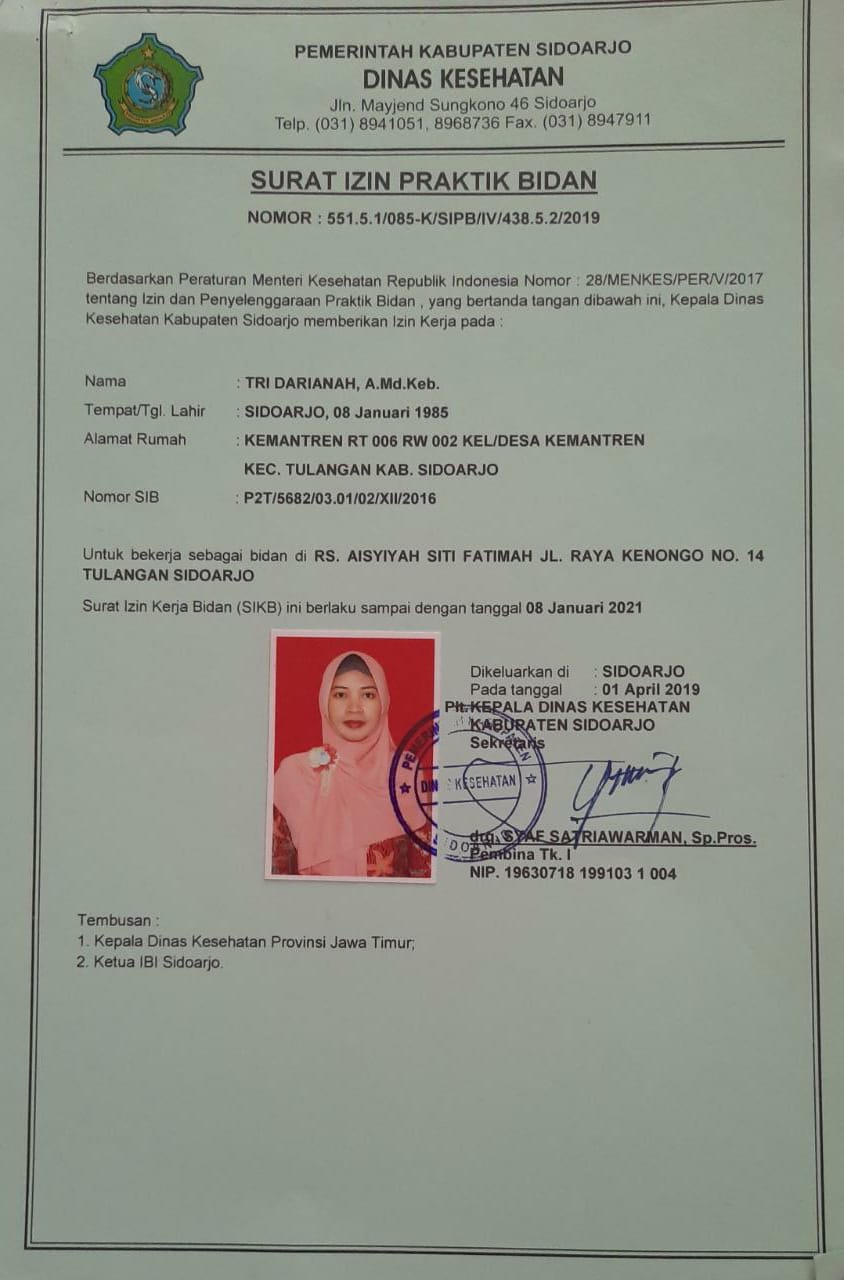 PEMERINTAH KABUPATEN SIDOARJO
DINAS KESEHATAN
Jln. Mayjend Sungkono 46 Sidoarjo
Telp. (031) 8941051, 8968736 Fax. (031) 8947911
SURAT IZIN PRAKTIK BIDAN
NOMOR : 551.5.1/085-K/SIPB/IV/438.5.2/2019
Berdasarkan Peraturan Menteri Kesehatan Republik Indonesia Nomor : 28/MENKES/PER/V/2017
tentang Izin dan Penyelenggaraan Praktik Bidan , yang bertanda tangan dibawah ini, Kepala Dinas
Kesehatan Kabupaten Sidoarjo memberikan Izin Kerja pada :
Nama : TRI DARIANAH, A.Md.Keb.
Tempat/Tgl. Lahir : SIDOARJO, 08 Januari 1985
Alamat Rumah : KEMANTREN RT 006 RW 002 KEL/DESA KEMANTREN
KEC. TULANGAN KAB. SIDOARJO
Nomor SIB : P2T/5682/03.01/02/XII/2016
Untuk bekerja sebagai bidan di RS. AISYIYAH SITI FATIMAH JL. RAYA KENONGO NO. 14
TULANGAN SIDOARJO
Surat Izin Kerja Bidan (SIKB) ini berlaku sampai dengan tanggal 08 Januari 2021
Dikeluarkan di : SIDOARJO
Pada tanggal : 01 April 2019
Plt.KEPALA DINAS KESEHATAN
KABUPATEN SIDOARJO
Sekretaris
KESEHATAN
drg. SYAF SATRIAWARMAN, Sp.Pros.
Pembina Tk. I
NIP. 19630718 199103 1 004
Tembusan :
1. Kepala Dinas Kesehatan Provinsi Jawa Timur;
2. Ketua IBI Sidoarjo.